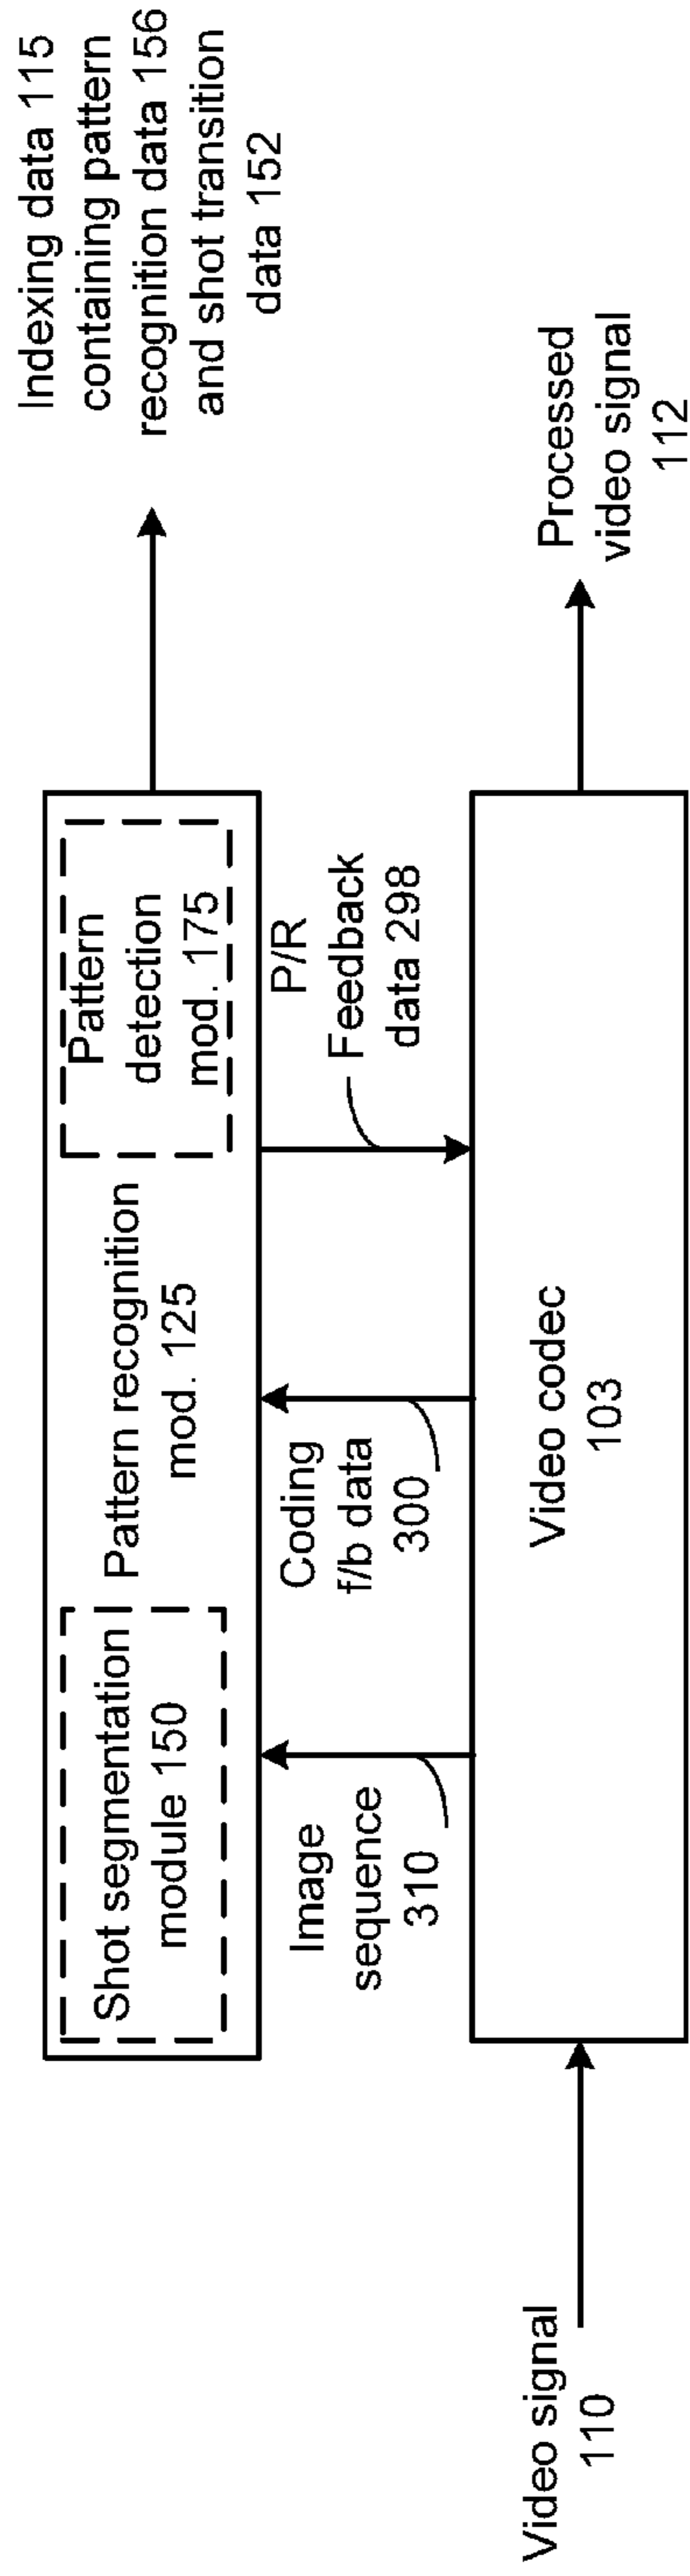 Indexing data 115
containing pattern
recognition data 156
and shot transition
data 152
Shot segmentation
module 150
Pattern recognition
mod. 125
Pattern
detection
mod. 175
Image
sequence
310
Coding
f/b data
300
P/R
Feedback
data 298
Video signal
110
Video codec
103
Processed
video signal
112